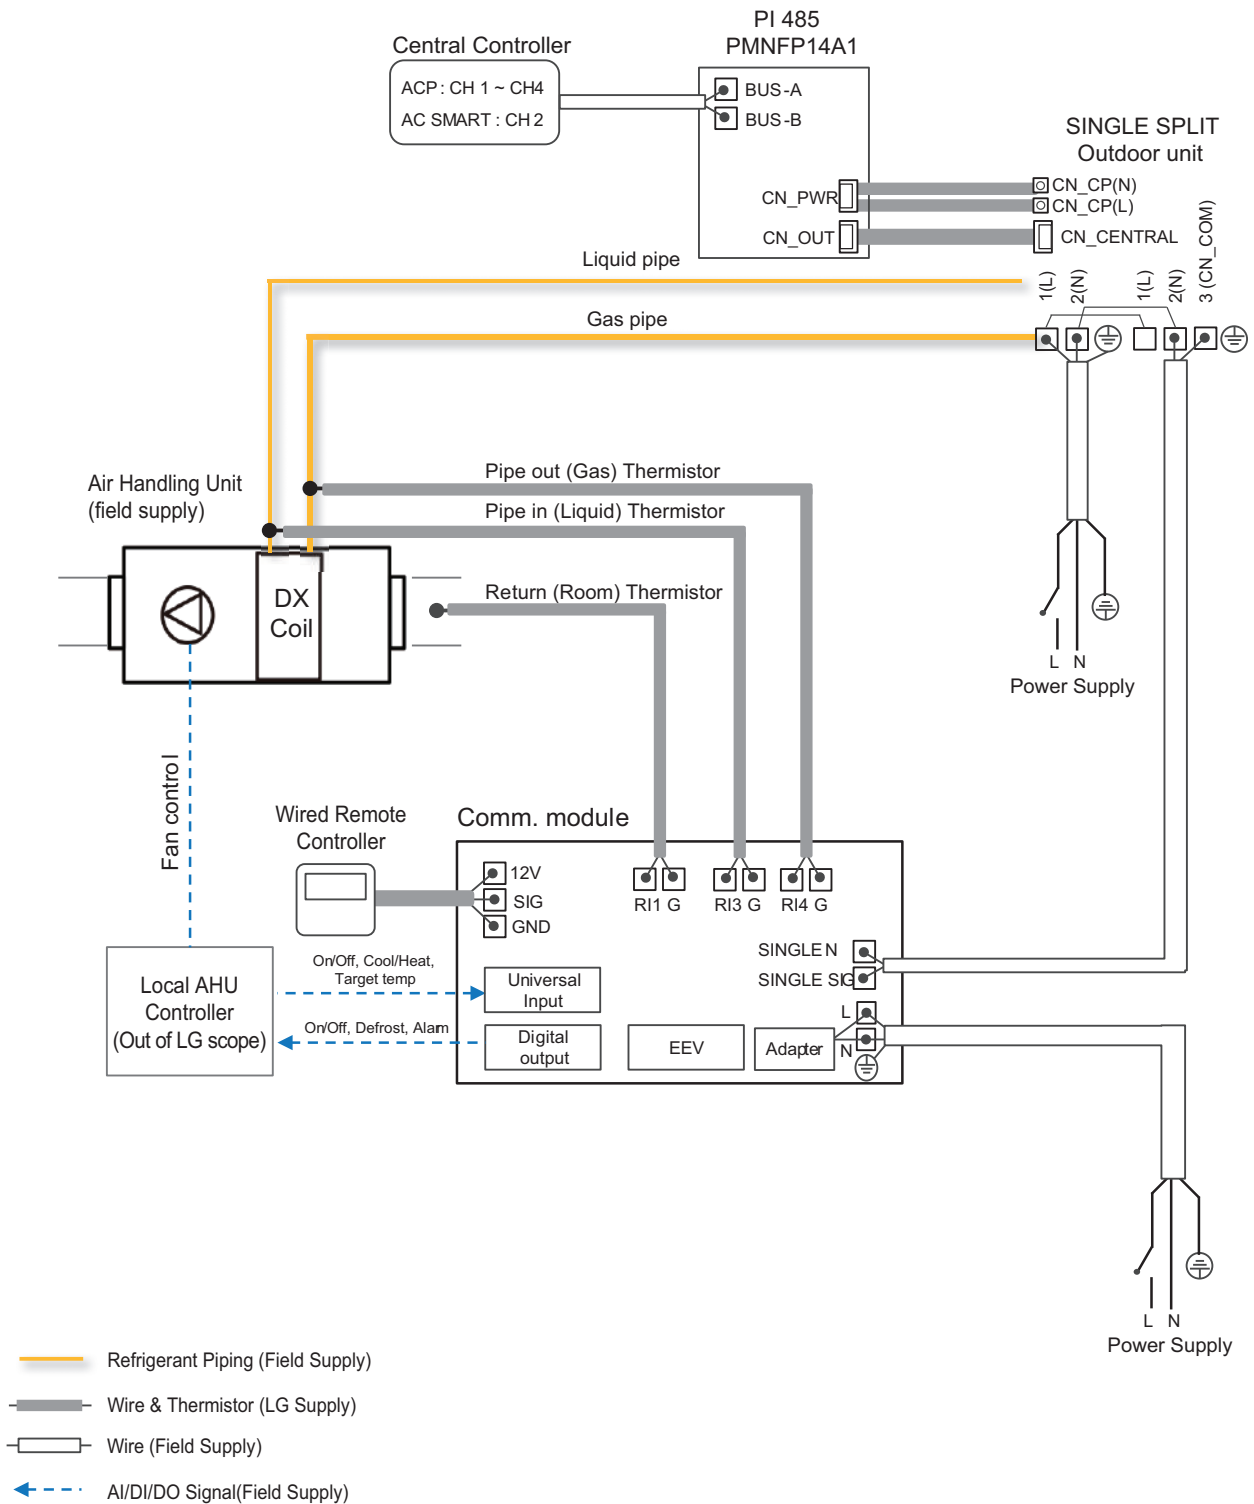 PI 485
PMNFP14A1
Central Controller
ACP : CH 1 ~ CH4
AC SMART : CH 2
BUS-A
BUS-B
SINGLE SPLIT
Outdoor unit
CN_PWR
CN_OUT
CN_CP(N)
CN_CP(L)
CN_CENTRAL
1(L)
2(N)
1(L)
2(N)
3 (CN_COM)
Liquid pipe
Gas pipe
Pipe out (Gas) Thermistor
Pipe in (Liquid) Thermistor
Return (Room) Thermistor
Air Handling Unit
(field supply)
DX
Coil
L N
Power Supply
Fan control
Wired Remote
Controller
Comm. module
12V
SIG
GND
RI1 G
RI3 G
RI4 G
SINGLE N
SINGLE SIG
L
N
Local AHU
Controller
(Out of LG scope)
On/Off, Cool/Heat,
Target temp
On/Off, Defrost, Alarm
Universal
Input
Digital
output
EEV
Adapter
L N
Power Supply
Refrigerant Piping (Field Supply)
Wire & Thermistor (LG Supply)
Wire (Field Supply)
AI/DI/DO Signal(Field Supply)